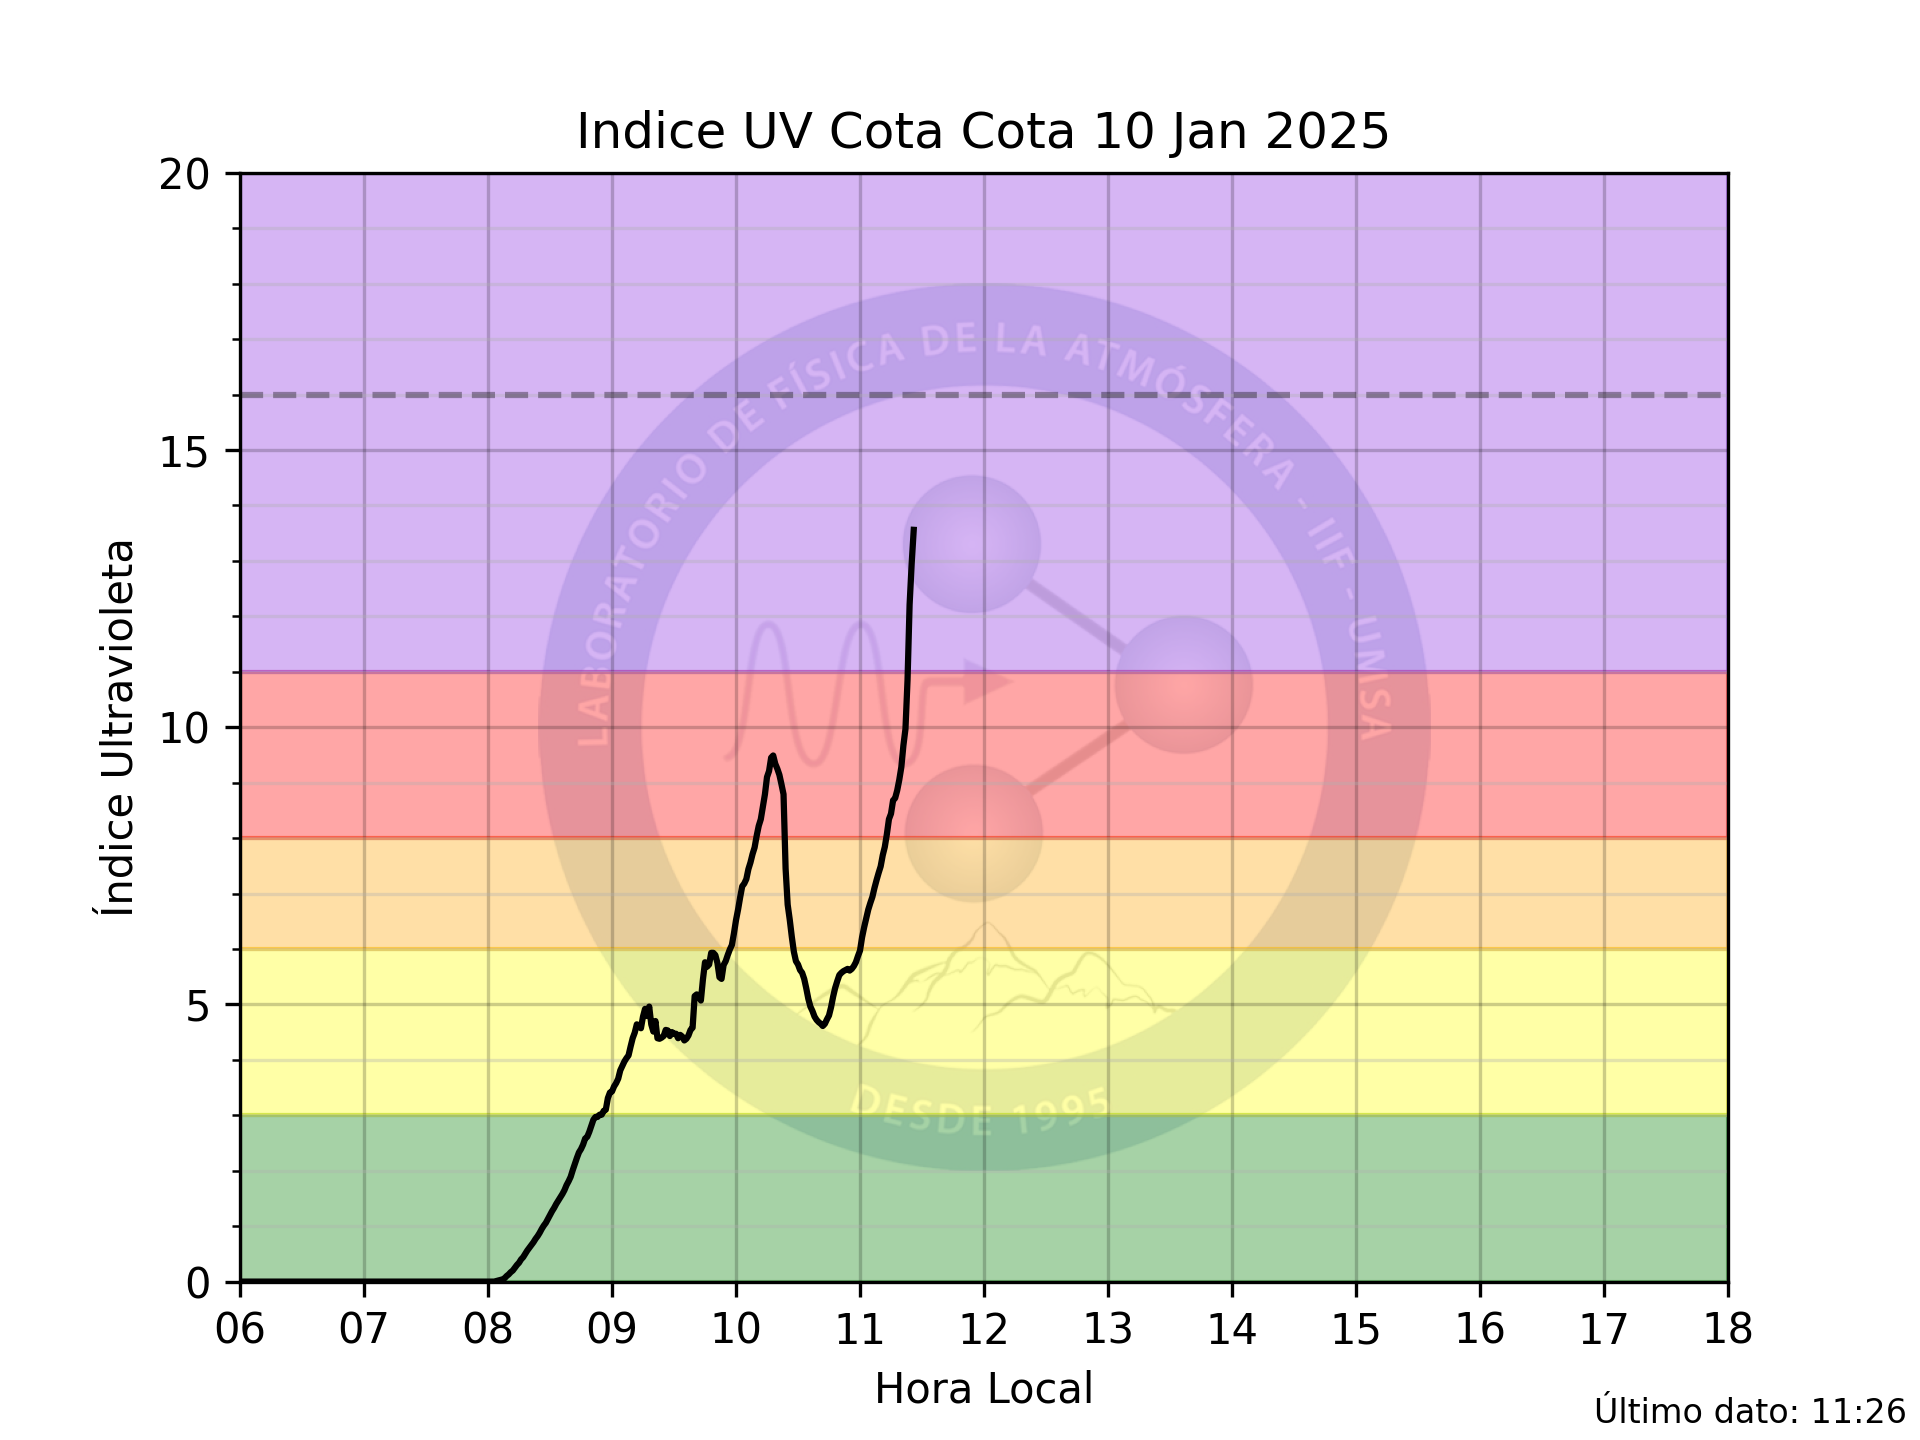 Indice UV Cota Cota 10 Jan 2025
20
15
10
5
0
Índice Ultravioleta
LABORATORIO DE FÍSICA DE LA ATMÓSFERA - IIF - UMSA
DESDE 1995
06 07 08 09 10 11 12 13 14 15 16 17 18
Hora Local
Último dato: 11:26